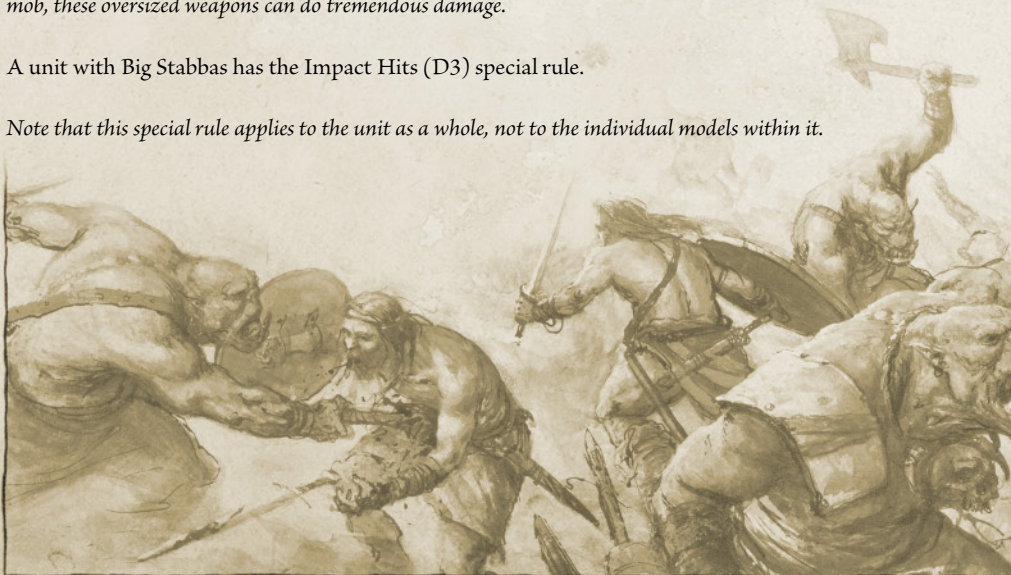 mob, these oversized weapons can do tremendous damage.
A unit with Big Stabbas has the Impact Hits (D3) special rule.
Note that this special rule applies to the unit as a whole, not to the individual models within it.